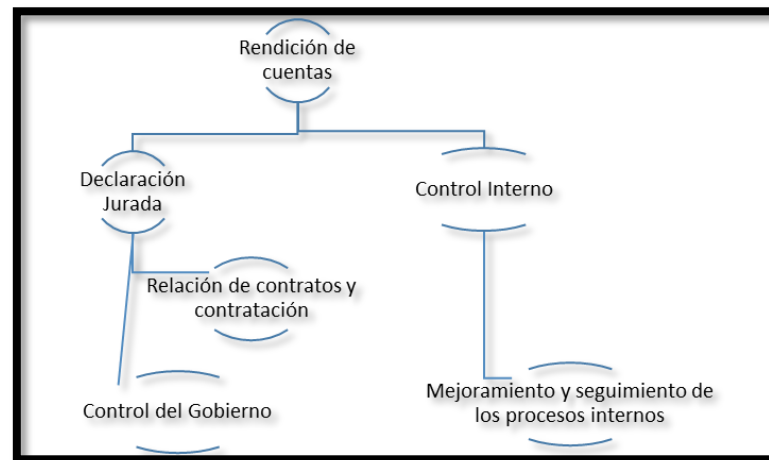 Rendición de
cuentas
Declaración
Jurada
Control Interno
Relación de contratos y
contratación
Control del Gobierno
Mejoramiento y seguimiento de
los procesos internos